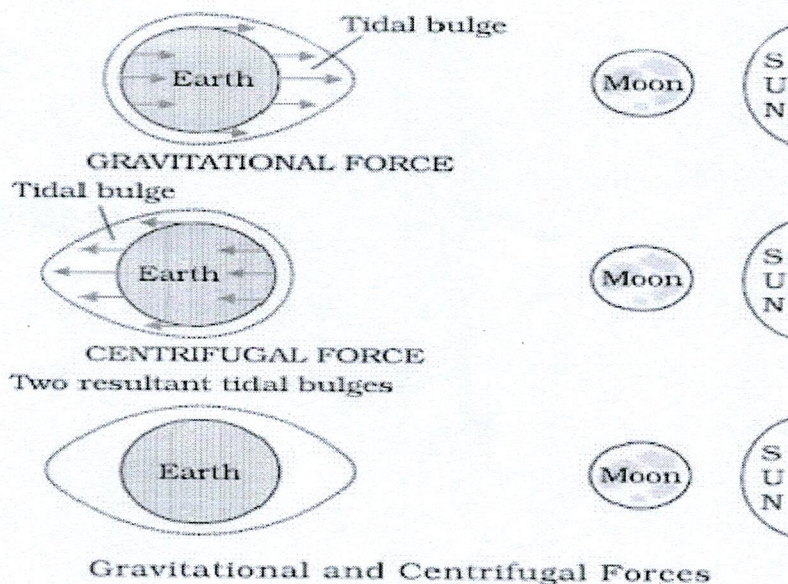 Tidal bulge
Earth
Moon
S
U
N
GRAVITATIONAL FORCE
Tidal bulge
Earth
Moon
S
U
N
CENTRIFUGAL FORCE
Two resultant tidal bulges
Earth
Moon
S
U
N
Gravitational and Centrifugal Forces